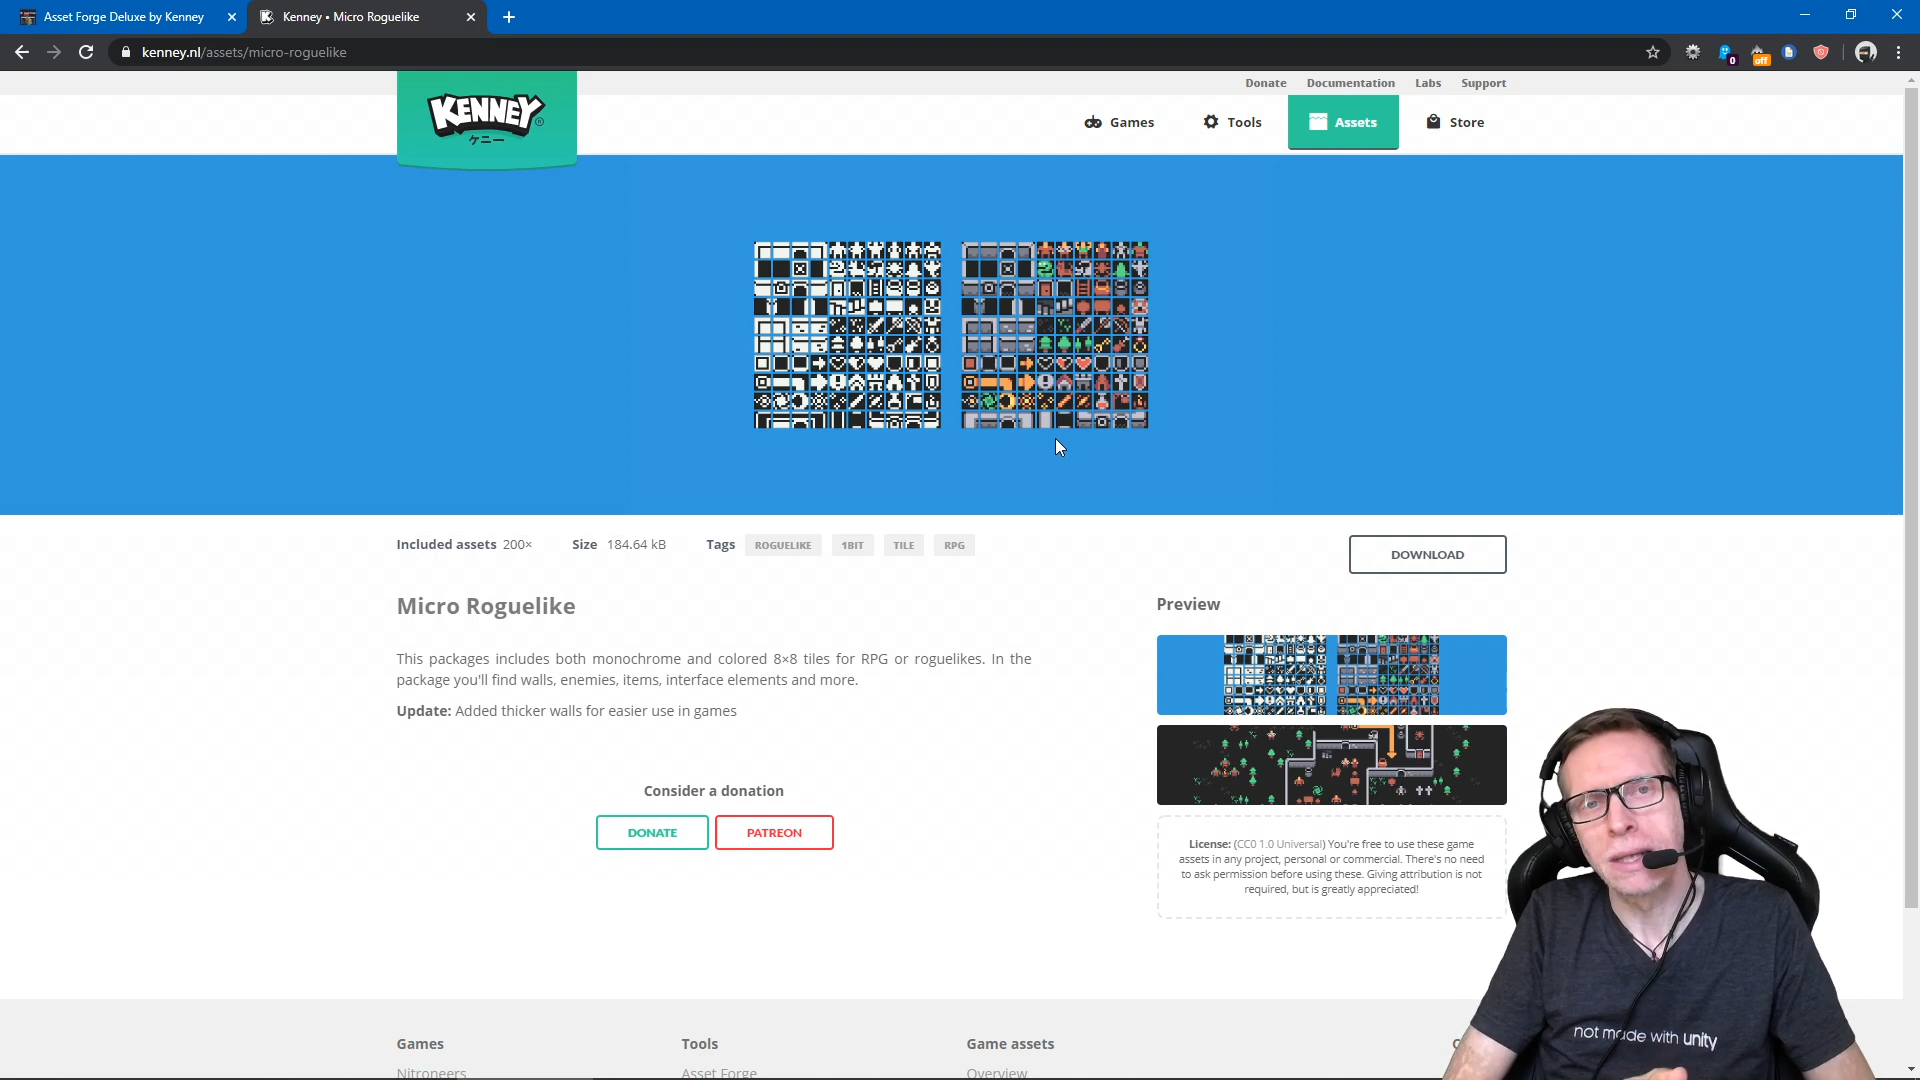 Asset Forge Deluxe by Kenney
Kenney • Micro Roguelike
kenney.nl/assets/micro-roguelike
0
off
Donate
Documentation
Labs
Support
KENNEY®
ケニー
Games
Tools
Assets
Store
Included assets 200×
Size 184.64 kB
Tags ROGUELIKE 1BIT TILE RPG
DOWNLOAD
Micro Roguelike
This packages includes both monochrome and colored 8×8 tiles for RPG or roguelikes. In the
package you'll find walls, enemies, items, interface elements and more.
Update: Added thicker walls for easier use in games
Consider a donation
DONATE
PATREON
Preview
License: (CC0 1.0 Universal) You're free to use these game
assets in any project, personal or commercial. There's no need
to ask permission before using these. Giving attribution is not
required, but is greatly appreciated!
not made with unity
Games
Tools
Game assets
Nitroneers
Asset Forge
Overview